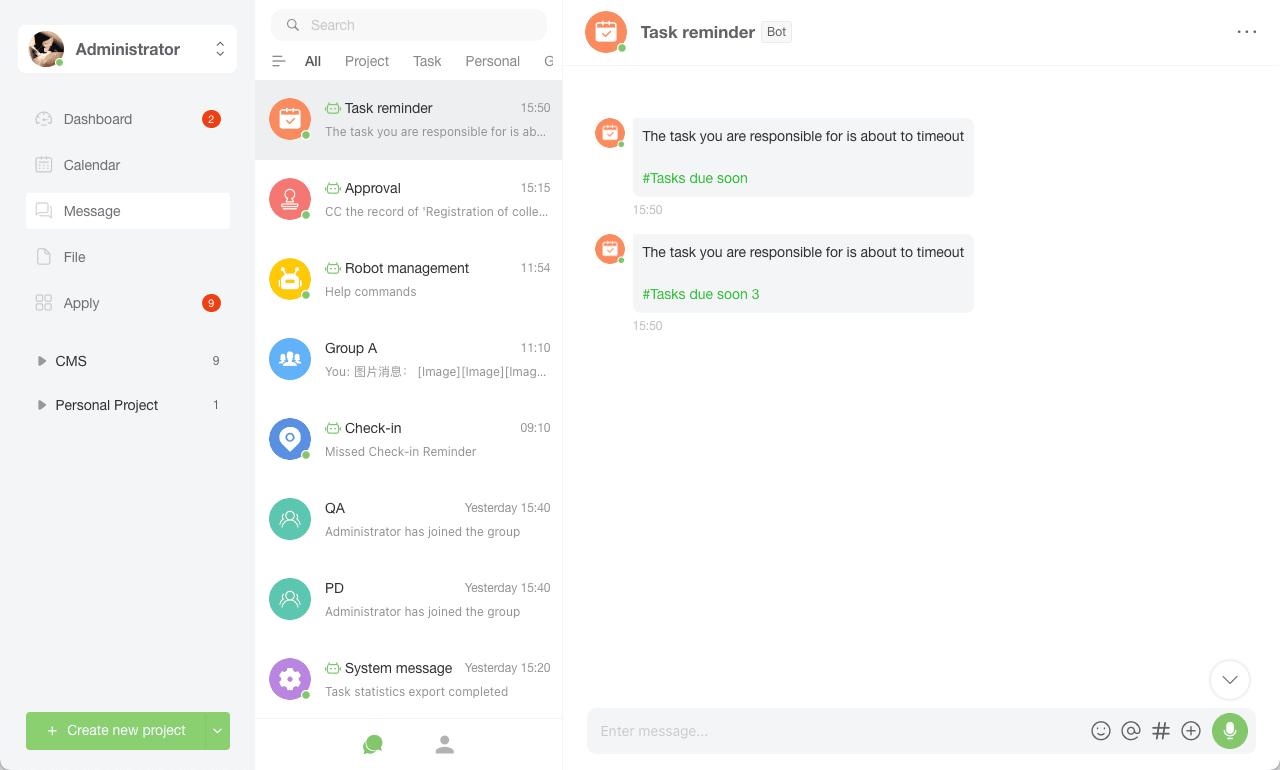 Administrator
Dashboard
2
Calendar
Message
File
Apply
9
CMS
9
Personal Project
1
+ Create new project
Search
All
Project
Task
Personal
G
Task reminder
15:50
The task you are responsible for is ab...
Approval
15:15
CC the record of 'Registration of colle...
Robot management
11:54
Help commands
Group A
11:10
You: 图片消息： [Image][Image][Imag...
Check-in
09:10
Missed Check-in Reminder
QA
Yesterday 15:40
Administrator has joined the group
PD
Yesterday 15:40
Administrator has joined the group
System message
Yesterday 15:20
Task statistics export completed
Task reminder
Bot
The task you are responsible for is about to timeout
#Tasks due soon
15:50
The task you are responsible for is about to timeout
#Tasks due soon 3
15:50
Enter message...